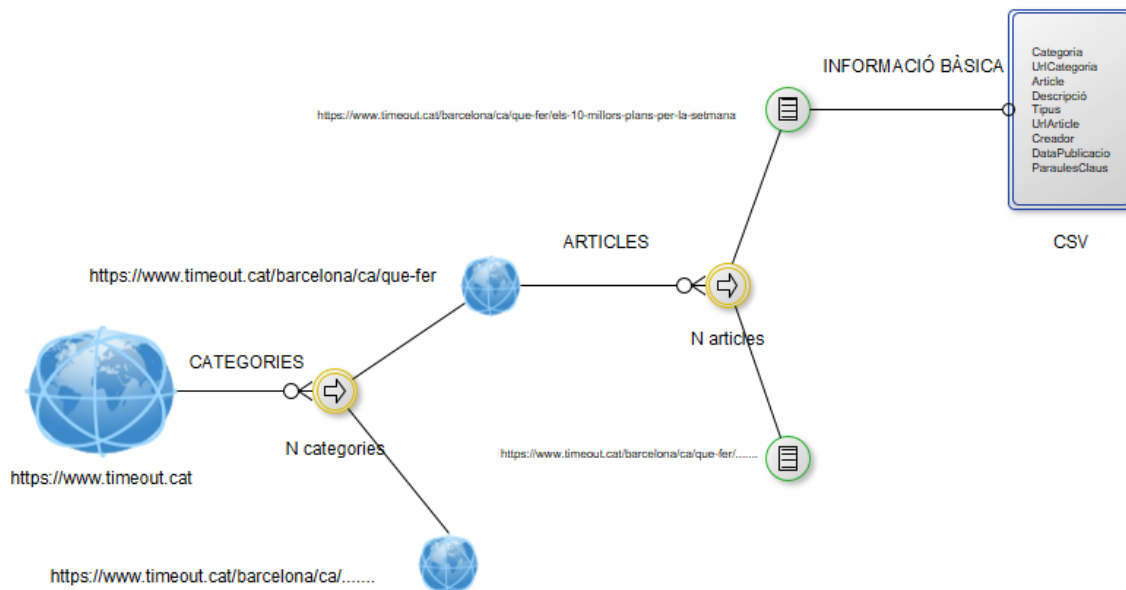 INFORMACIÓ BÀSICA
Categoria
UrlCategoria
Article
Descripció
Tipus
UrlArticle
Creador
DataPublicacio
ParaulesClaus
CSV
https://www.timeout.cat/barcelona/ca/que-fer/els-10-millors-plans-per-la-setmana
ARTICLES
https://www.timeout.cat/barcelona/ca/que-fer
N articles
CATEGORIES
N categories
https://www.timeout.cat
https://www.timeout.cat/barcelona/ca/que-fer/.......
https://www.timeout.cat/barcelona/ca/.......